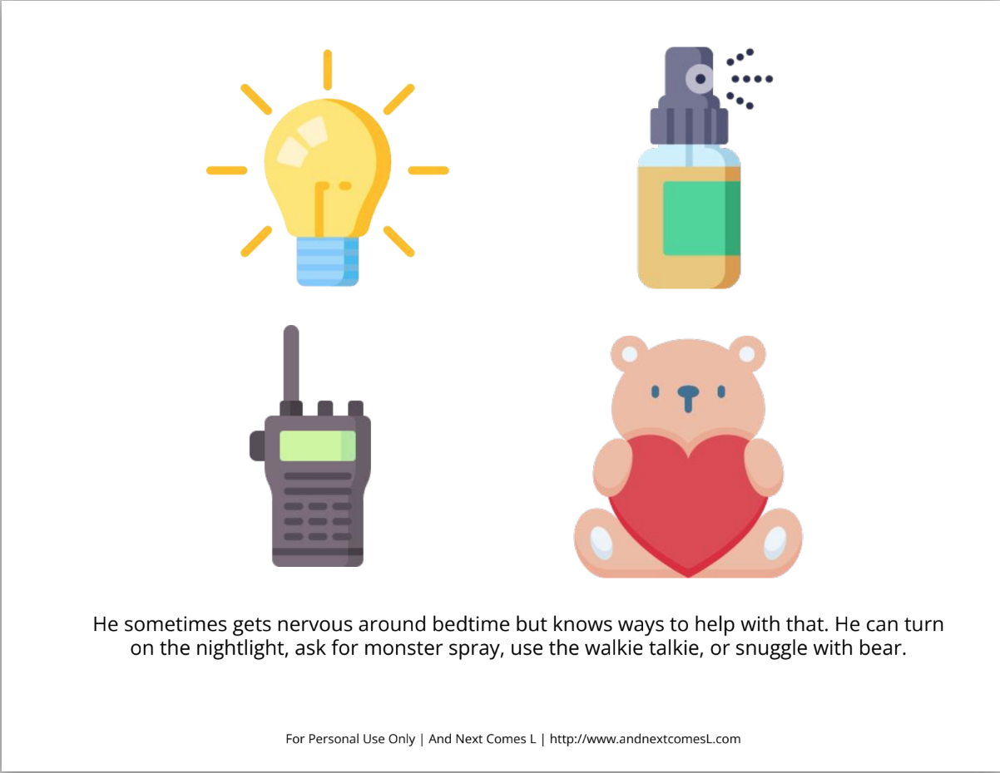 He sometimes gets nervous around bedtime but knows ways to help with that. He can turn
on the nightlight, ask for monster spray, use the walkie talkie, or snuggle with bear.
For Personal Use Only | And Next Comes L | http://www.andnextcomesL.com